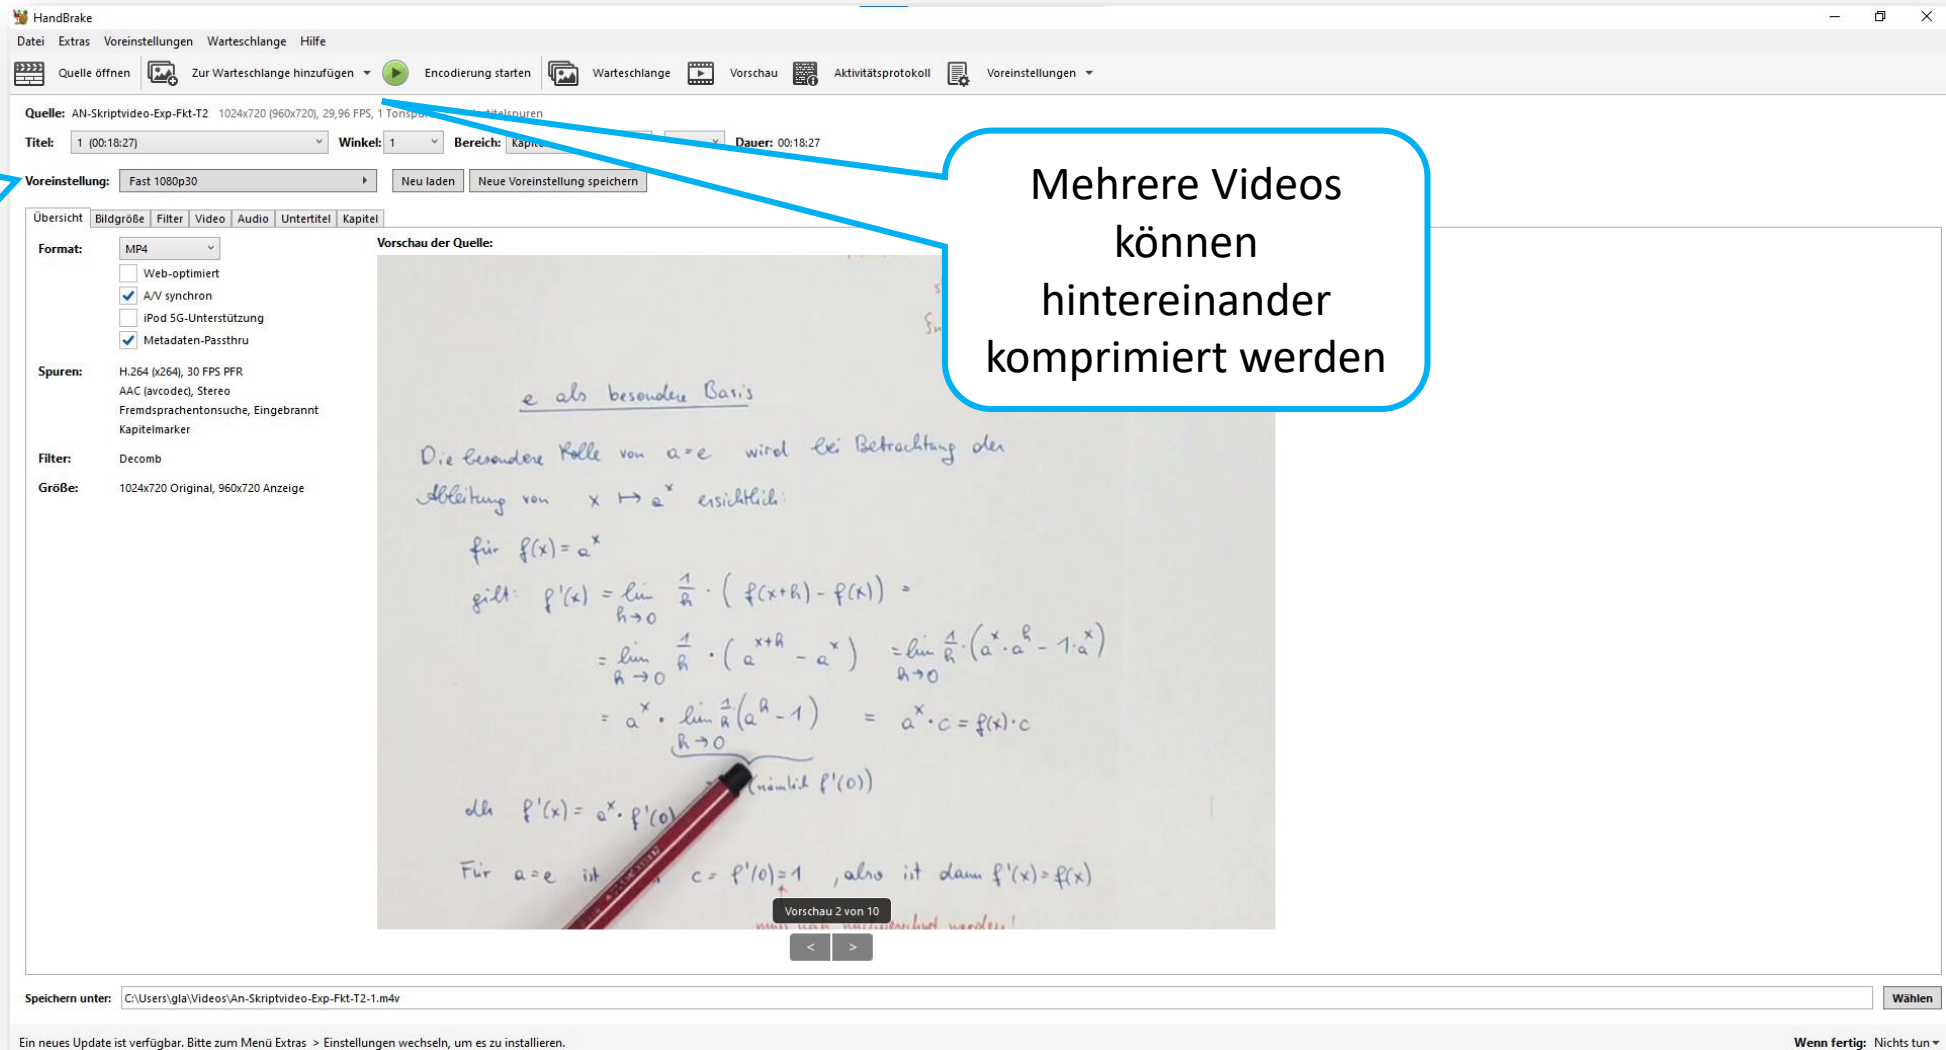 HandBrake
Datei Extras Voreinstellungen Warteschlange Hilfe
Quelle öffnen Zur Warteschlange hinzufügen Encodierung starten Warteschlange Vorschau Aktivitätsprotokoll Voreinstellungen
Quelle: AN-Skriptvideo-Exp-Fkt-T2 1024x720 (960x720), 29,96 FPS, 1
Titel: 1 (00:18:27) Winkel: 1 Bereich: Dauer: 00:18:27
Voreinstellung: Fast 1080p30 Neu laden Neue Voreinstellung speichern
Mehrere Videos
können
hintereinander
komprimiert werden
Übersicht Bildgröße Filter Video Audio Untertitel Kapitel
Format: MP4
Vorschau der Quelle:
Web-optimiert
A/V synchron
iPod 5G-Unterstützung
Metadaten-Passthru
Spuren: H.264 (x264), 30 FPS PFR
AAC (avcodec), Stereo
Fremdsprachentonsuche, Eingebrannt
Kapitelmarker
Filter: Decomb
Größe: 1024x720 Original, 960x720 Anzeige
e als besondere Basis
Die besondere Rolle von a=e wird bei Betrachtung der
Ableitung von x ↦ a^x ersichtlich:
für f(x) = a^x
gilt: f'(x) = lim h→0 1/h · ( f(x+h) - f(x)) =
= lim h→0 1/h · ( a^(x+h) - a^x ) = lim h→0 1/h · (a^x · a^h - 1·a^x)
= a^x · lim h→0 1/h (a^h - 1) = a^x · c = f(x) · c
(nämlich f'(0))
f'(x) = a^x · f'(0)
Für a=e ist c = f'(0) = 1 , also ist dann f'(x) = f(x)
Vorschau 2 von 10
< >
Speichern unter: C:\Users\gla\Videos\An-Skriptvideo-Exp-Fkt-T2-1.m4v Wählen
Ein neues Update ist verfügbar. Bitte zum Menü Extras > Einstellungen wechseln, um es zu installieren. Wenn fertig: Nichts tun